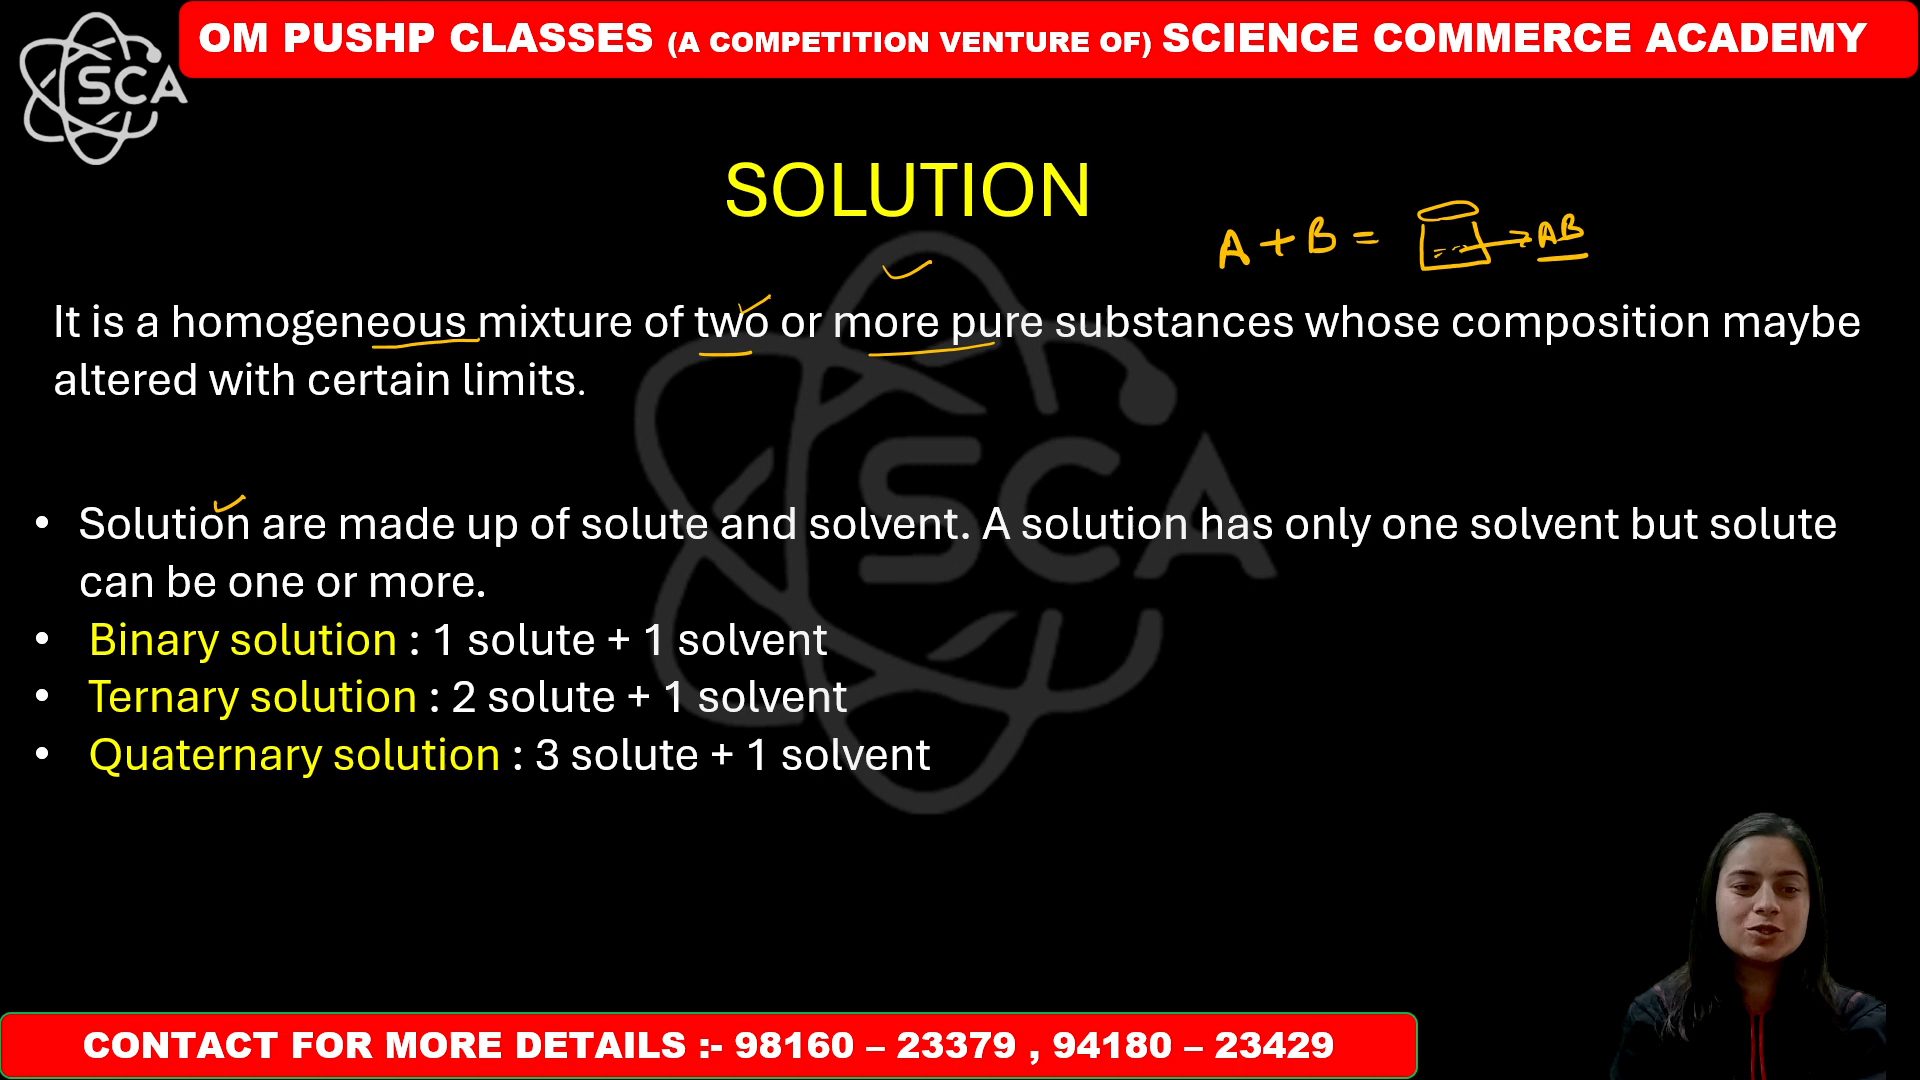 OM PUSHP CLASSES (A COMPETITION VENTURE OF) SCIENCE COMMERCE ACADEMY
SCA
SOLUTION
A + B = → AB
It is a homogeneous mixture of two or more pure substances whose composition maybe
altered with certain limits.
SCA
• Solution are made up of solute and solvent. A solution has only one solvent but solute
can be one or more.
• Binary solution : 1 solute + 1 solvent
• Ternary solution : 2 solute + 1 solvent
• Quaternary solution : 3 solute + 1 solvent
CONTACT FOR MORE DETAILS :- 98160 – 23379 , 94180 – 23429